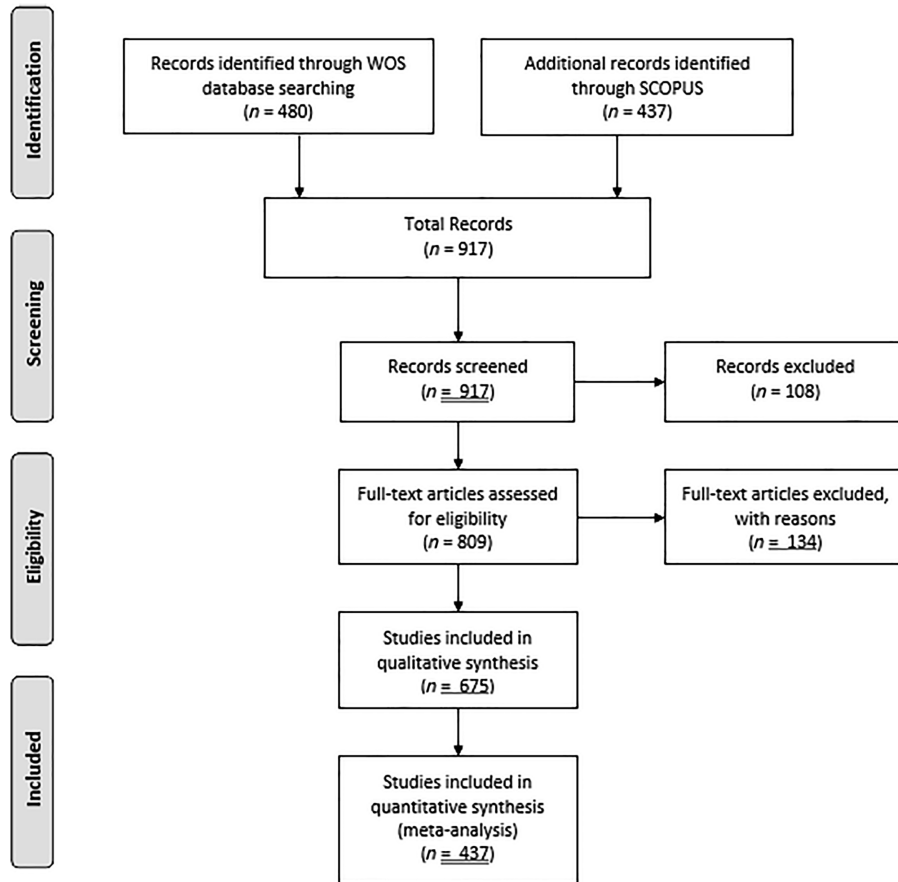 Identification
Records identified through WOS
database searching
(n = 480)
Additional records identified
through SCOPUS
(n = 437)
Total Records
(n = 917)
Screening
Records screened
(n = 917)
Records excluded
(n = 108)
Eligibility
Full-text articles assessed
for eligibility
(n = 809)
Full-text articles excluded,
with reasons
(n = 134)
Studies included in
qualitative synthesis
(n = 675)
Included
Studies included in
quantitative synthesis
(meta-analysis)
(n = 437)